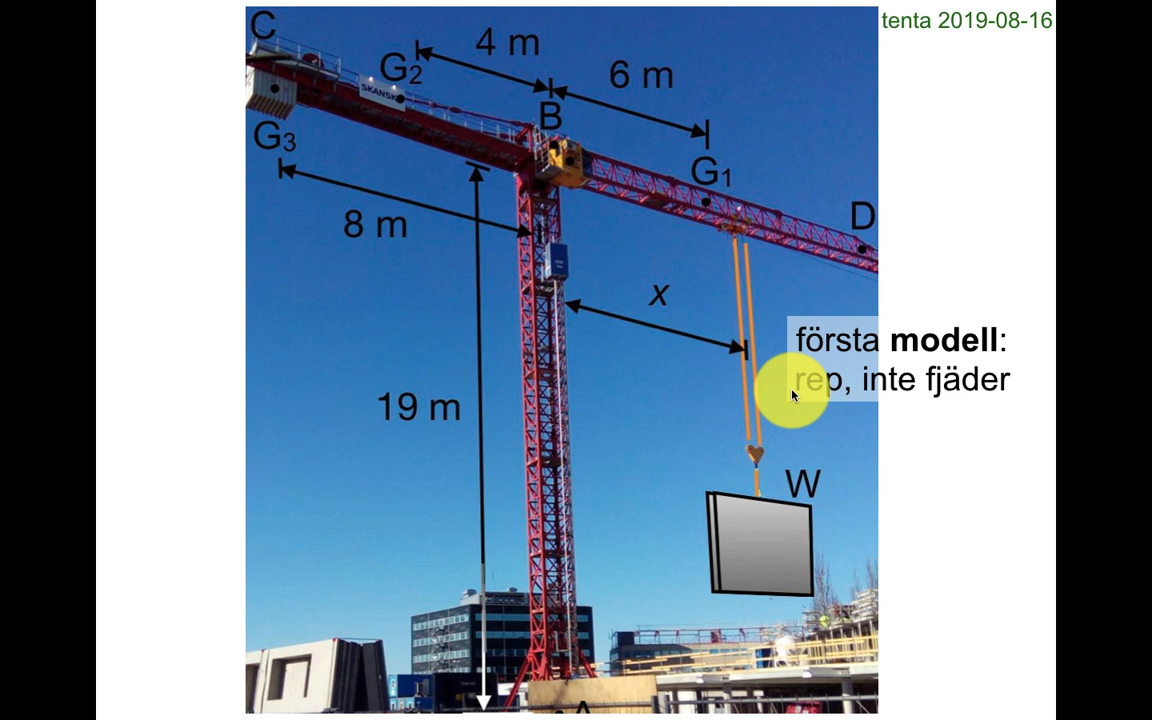 C
tenta 2019-08-16
4 m
G2
6 m
SKANSKA
B
G3
G1
D
8 m
x
första modell:
rep, inte fjäder
19 m
W
A